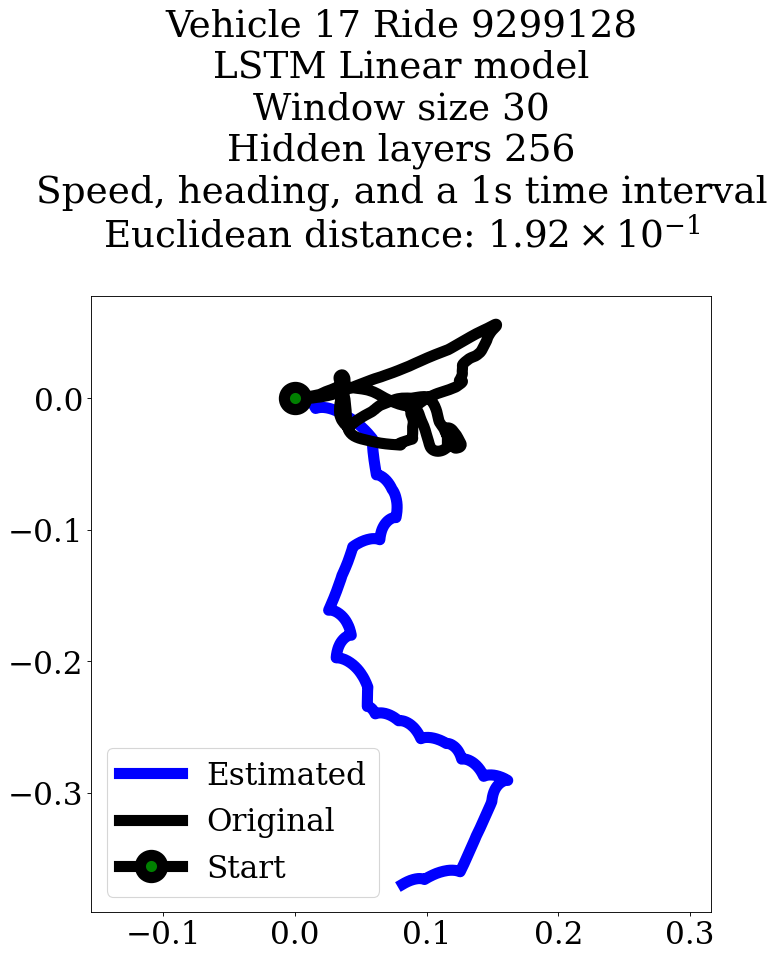 Vehicle 17 Ride 9299128
LSTM Linear model
Window size 30
Hidden layers 256
Speed, heading, and a 1s time interval
Euclidean distance: 1.92 × 10⁻¹
0.0
−0.1
−0.2
−0.3
Estimated
Original
Start
−0.1 0.0 0.1 0.2 0.3